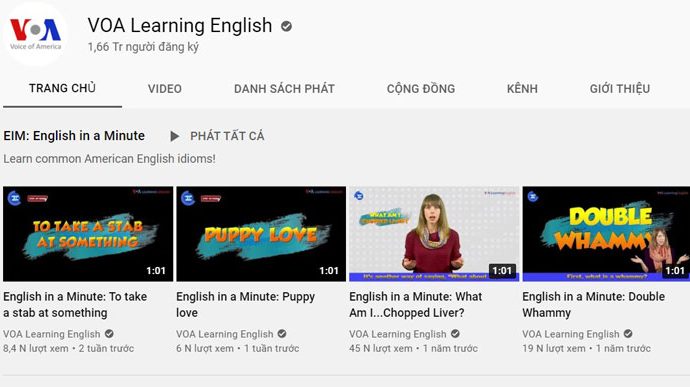 VOA
Voice of America
VOA Learning English
1,66 Tr người đăng ký
TRANG CHỦ VIDEO DANH SÁCH PHÁT CỘNG ĐỒNG KÊNH GIỚI THIỆU
EIM: English in a Minute PHÁT TẤT CẢ
Learn common American English idioms!
TO TAKE A STAB
AT SOMETHING
1:01
PUPPY LOVE
1:01
WHAT AM I
CHOPPED LIVER?
It's another way of saying, "What about
1:01
DOUBLE
WHAMMY
First, what is a whammy?
1:01
English in a Minute: To take
a stab at something
VOA Learning English
8,4 N lượt xem • 2 tuần trước
English in a Minute: Puppy
love
VOA Learning English
6 N lượt xem • 1 tuần trước
English in a Minute: What
Am I...Chopped Liver?
VOA Learning English
45 N lượt xem • 1 năm trước
English in a Minute: Double
Whammy
VOA Learning English
19 N lượt xem • 1 năm trước